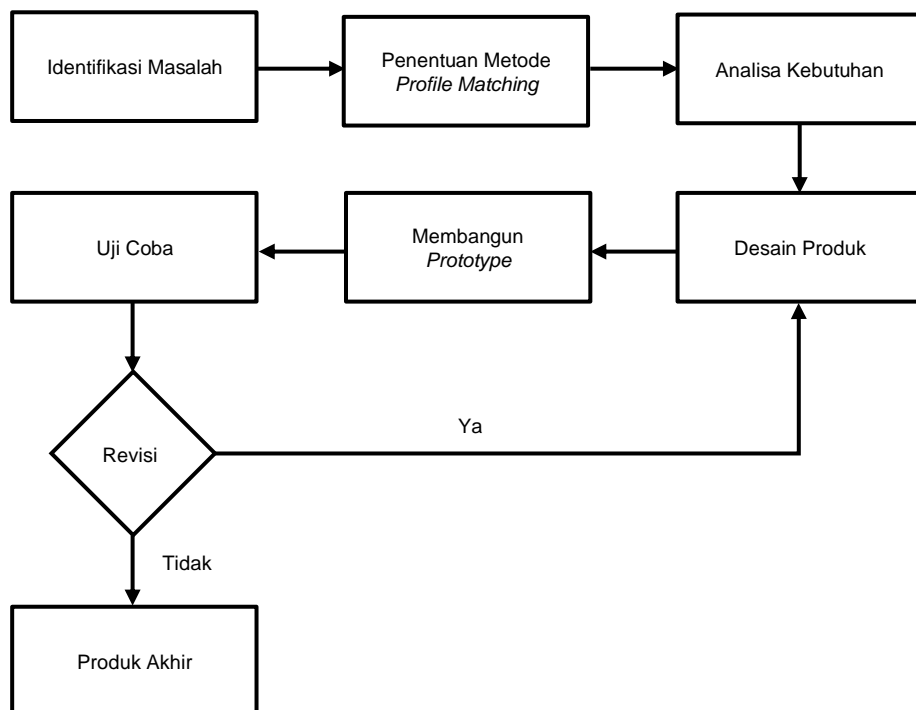 Identifikasi Masalah
Penentuan Metode
Profile Matching
Analisa Kebutuhan
Uji Coba
Membangun
Prototype
Desain Produk
Ya
Revisi
Tidak
Produk Akhir